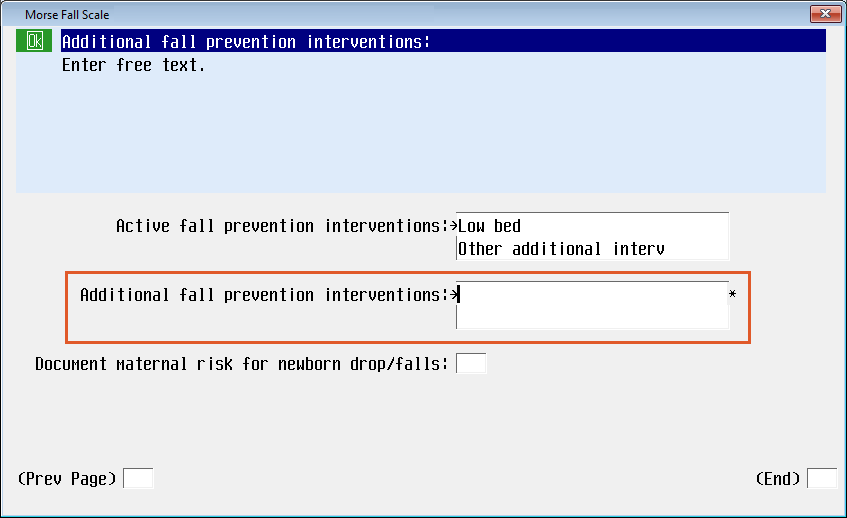 Morse Fall Scale
Ok Additional fall prevention interventions:
Enter free text.
Active fall prevention interventions:→Low bed
Other additional interv
Additional fall prevention interventions:→ *
Document maternal risk for newborn drop/falls:
(Prev Page) (End)